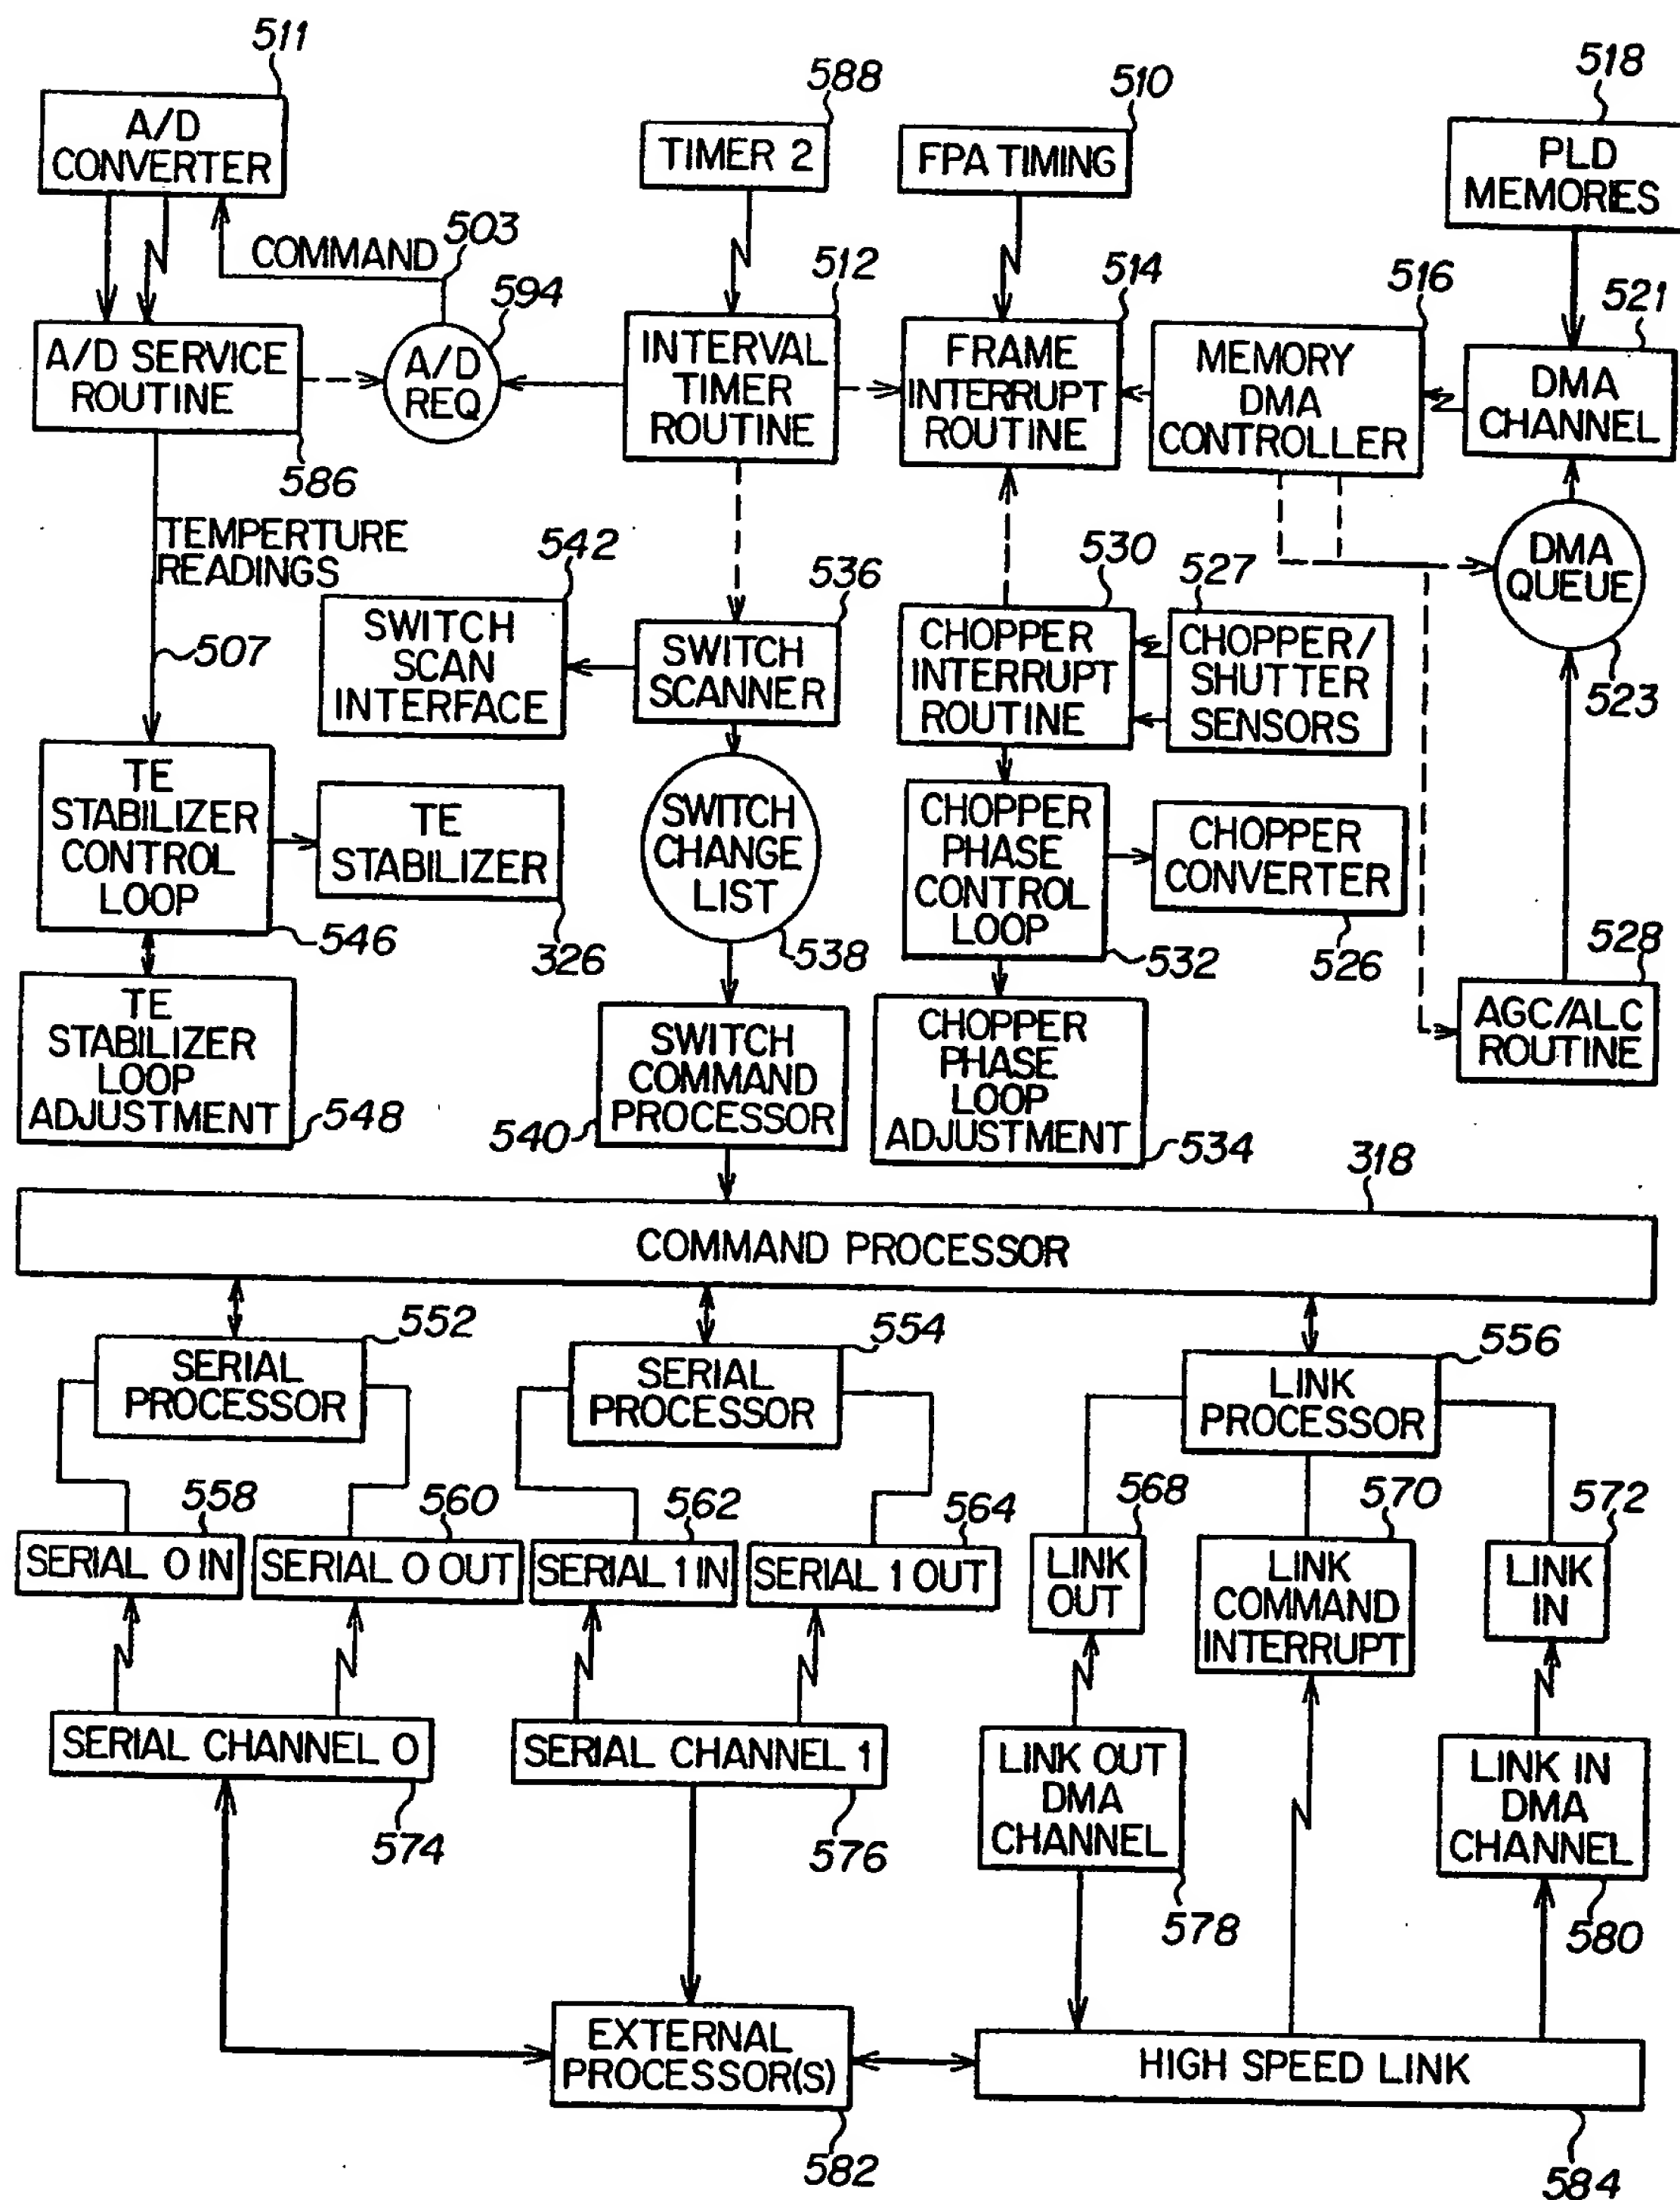 511
A/D
CONVERTER
588
TIMER 2
510
FPA TIMING
518
PLD
MEMORIES
COMMAND
503
594
512
514
516
521
A/D SERVICE
ROUTINE
A/D
REQ
INTERVAL
TIMER
ROUTINE
FRAME
INTERRUPT
ROUTINE
MEMORY
DMA
CONTROLLER
DMA
CHANNEL
586
TEMPERTURE
READINGS
507
542
SWITCH
SCAN
INTERFACE
536
SWITCH
SCANNER
530
CHOPPER
INTERRUPT
ROUTINE
527
CHOPPER/
SHUTTER
SENSORS
DMA
QUEUE
523
TE
STABILIZER
CONTROL
LOOP
546
TE
STABILIZER
326
SWITCH
CHANGE
LIST
538
CHOPPER
PHASE
CONTROL
LOOP
532
CHOPPER
CONVERTER
526
528
AGC/ALC
ROUTINE
TE
STABILIZER
LOOP
ADJUSTMENT
548
SWITCH
COMMAND
PROCESSOR
540
CHOPPER
PHASE
LOOP
ADJUSTMENT
534
318
COMMAND PROCESSOR
552
SERIAL
PROCESSOR
554
SERIAL
PROCESSOR
556
LINK
PROCESSOR
558
SERIAL 0 IN
560
SERIAL 0 OUT
562
SERIAL 1 IN
564
SERIAL 1 OUT
568
LINK
OUT
570
LINK
COMMAND
INTERRUPT
572
LINK
IN
SERIAL CHANNEL 0
574
SERIAL CHANNEL 1
576
LINK OUT
DMA
CHANNEL
578
LINK IN
DMA
CHANNEL
580
EXTERNAL
PROCESSOR(S)
582
HIGH SPEED LINK
584